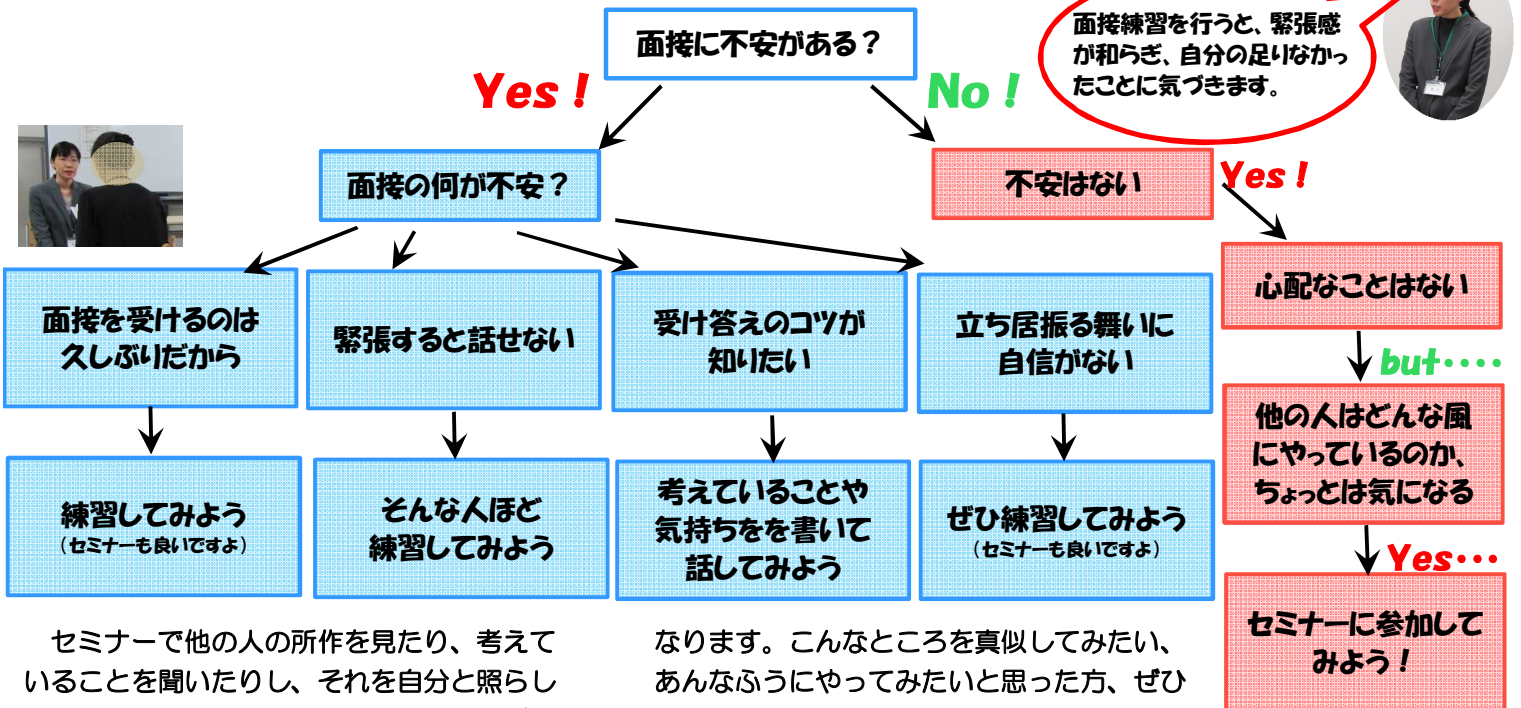 面接に不安がある?
面接練習を行うと、緊張感
が和らぎ、自分の足りなかっ
たことに気づきます。
Yes!
No!
面接の何が不安?
不安はない
Yes!
面接を受けるのは
久しぶりだから
緊張すると話せない
受け答えのコツが
知りたい
立ち居振る舞いに
自信がない
心配なことはない
but‥‥
練習してみよう
(セミナーも良いですよ)
そんな人ほど
練習してみよう
考えていることや
気持ちをを書いて
話してみよう
ぜひ練習してみよう
(セミナーも良いですよ)
他の人はどんな風
にやっているのか、
ちょっとは気になる
Yes・・・
セミナーに参加して
みよう!
セミナーで他の人の所作を見たり、考えて
いることを聞いたりし、それを自分と照らし
なります。こんなところを真似してみたい、
あんなふうにやってみたいと思った方、ぜひ